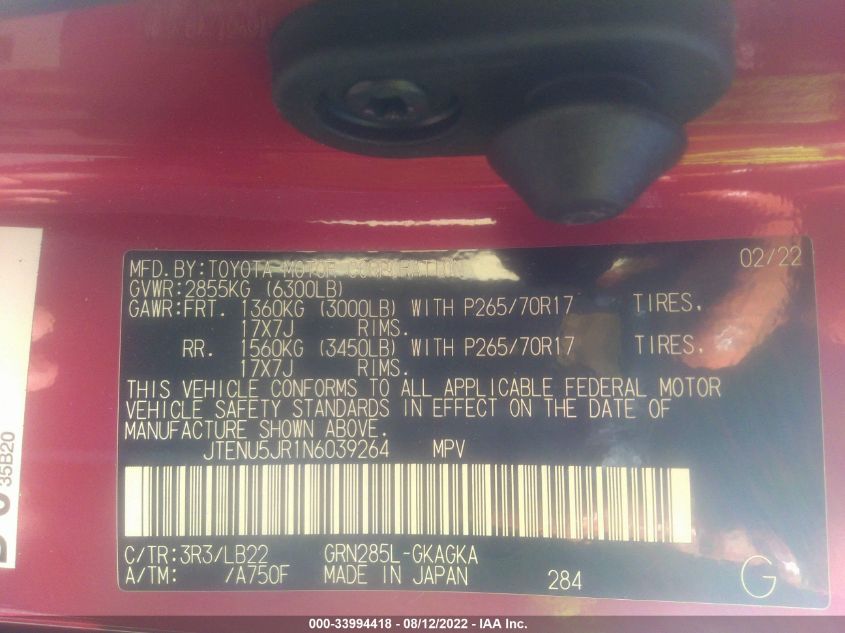 MFD.BY:TOYOTA MOTOR CORPORATION 02/22
GVWR:2855KG (6300LB)
GAWR:FRT. 1360KG (3000LB) WITH P265/70R17 TIRES,
17X7J RIMS.
RR. 1560KG (3450LB) WITH P265/70R17 TIRES,
17X7J RIMS.
THIS VEHICLE CONFORMS TO ALL APPLICABLE FEDERAL MOTOR
VEHICLE SAFETY STANDARDS IN EFFECT ON THE DATE OF
MANUFACTURE SHOWN ABOVE.
JTENU5JR1N6039264 MPV
C/TR:3R3/LB22 GRN285L-GKAGKA
A/TM: /A750F MADE IN JAPAN 284 G
35B20
000-33994418 - 08/12/2022 - IAA Inc.